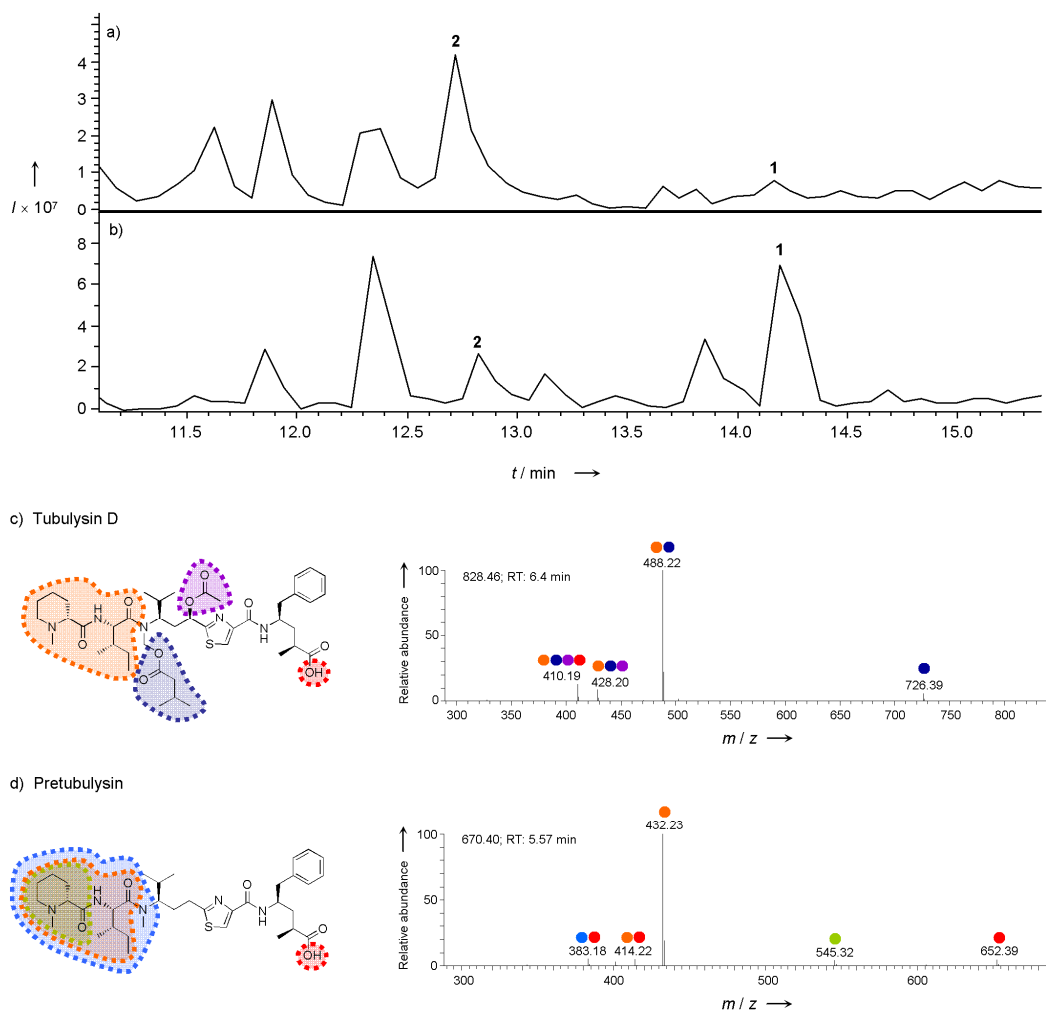 a)
2
1
4
3
2
1
0
I × 10⁷
b)
1
2
8
6
4
2
0
11.5 12.0 12.5 13.0 13.5 14.0 14.5 15.0
t / min
c) Tubulysin D
O
O
O
H
N
O
N
N
O
N
H
N
O
S
O
OH
O
O
828.46; RT: 6.4 min
488.22
410.19
428.20
726.39
Relative abundance
100
50
0
290 350 400 450 500 550 600 650 700 750 800
m / z
d) Pretubulysin
H
N
O
N
O
N
N
S
O
N
H
O
OH
670.40; RT: 5.57 min
432.23
383.18
414.22
545.32
652.39
Relative abundance
100
50
0
300 400 500 600
m / z